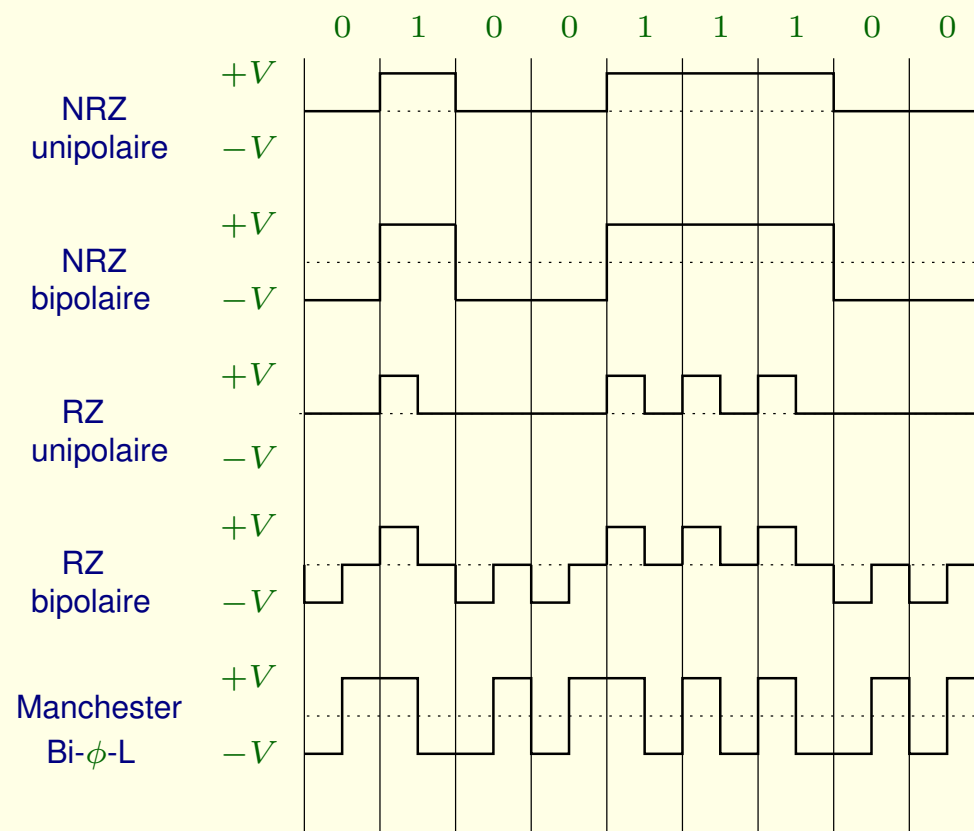 0 1 0 0 1 1 1 0 0
+V
NRZ
unipolaire −V
+V
NRZ
bipolaire −V
+V
RZ
unipolaire −V
+V
RZ
bipolaire −V
+V
Manchester
Bi-ϕ-L −V